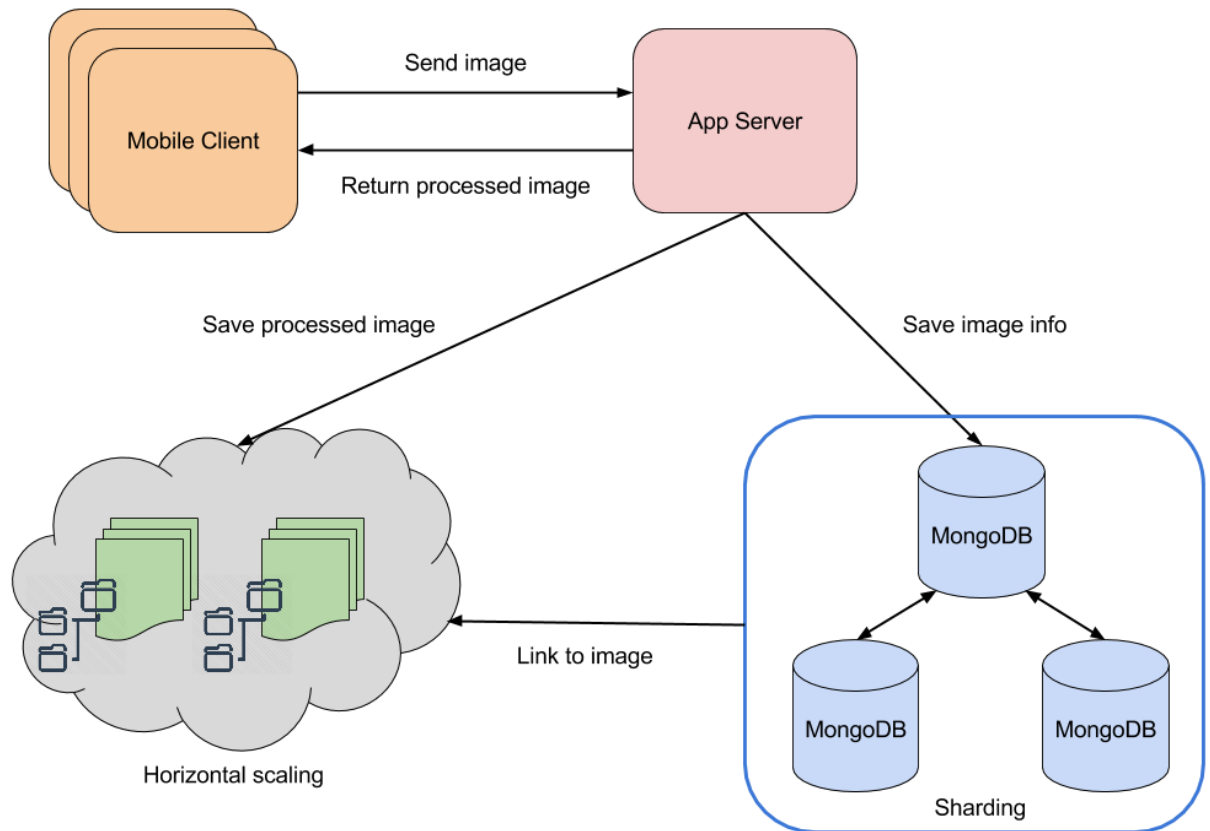 Send image
Mobile Client
App Server
Return processed image
Save processed image
Save image info
MongoDB
Link to image
MongoDB
MongoDB
Horizontal scaling
Sharding